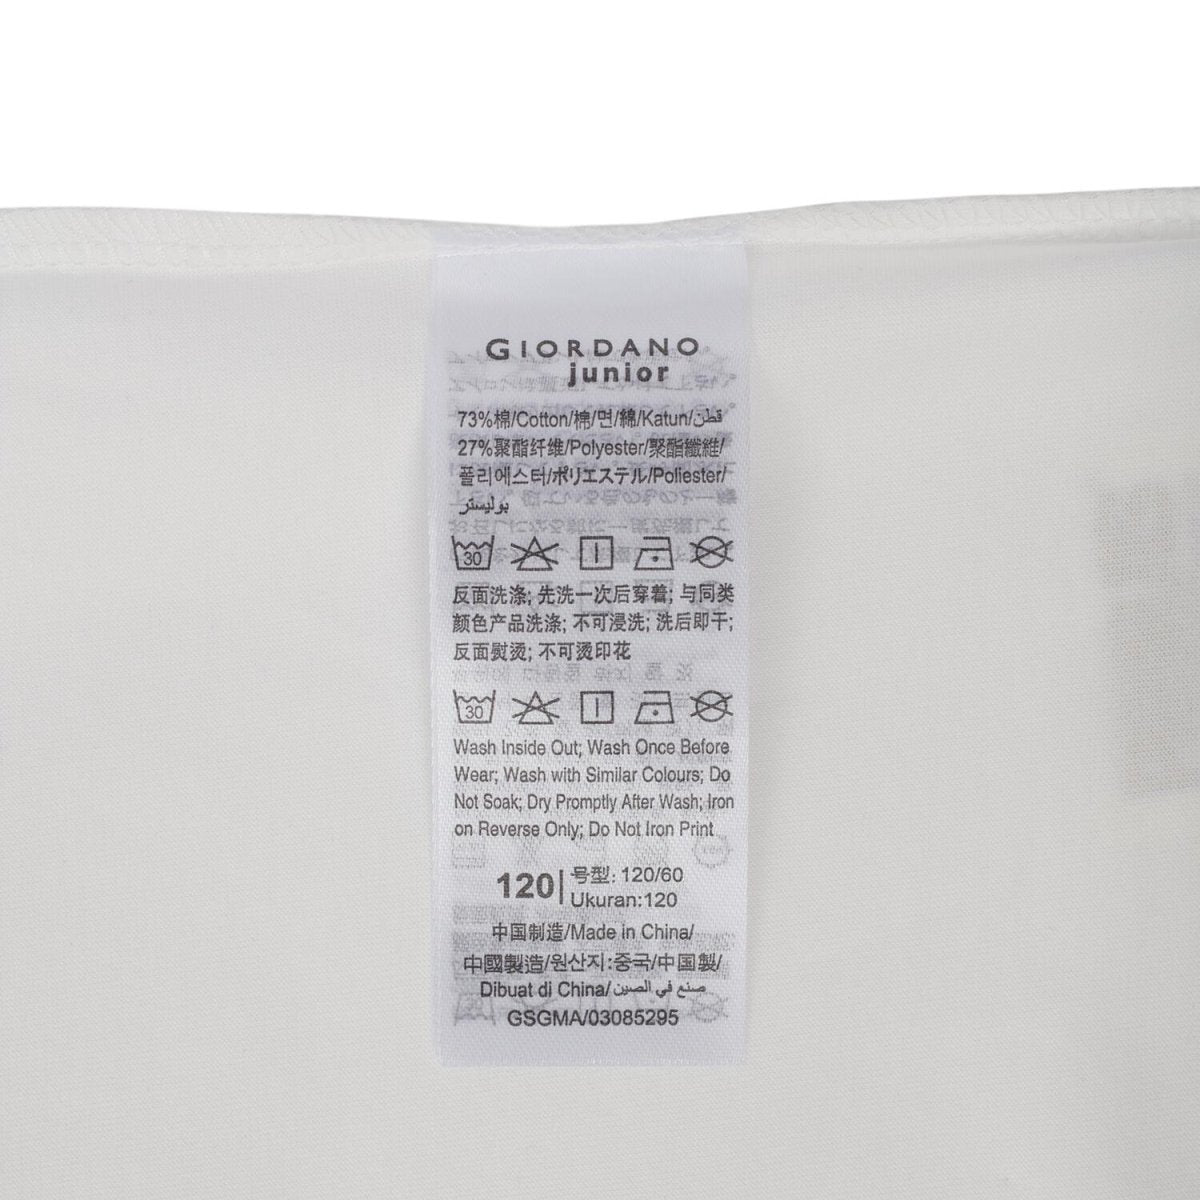 GIORDANO
junior
73%棉/Cotton/棉/면/綿/Katun/قطن
27%聚酯纤维/Polyester/聚酯纖維/
폴리에스터/ポリエステル/Poliester/
بوليستر
30
反面洗涤; 先洗一次后穿着; 与同类
颜色产品洗涤; 不可浸洗; 洗后即干;
反面熨烫; 不可烫印花
30
Wash Inside Out; Wash Once Before
Wear; Wash with Similar Colours; Do
Not Soak; Dry Promptly After Wash; Iron
on Reverse Only; Do Not Iron Print
120 号型: 120/60
Ukuran:120
中国制造/Made in China/
中國製造/원산지:중국/中国製/
Dibuat di China/صنع في الصين
GSGMA/03085295